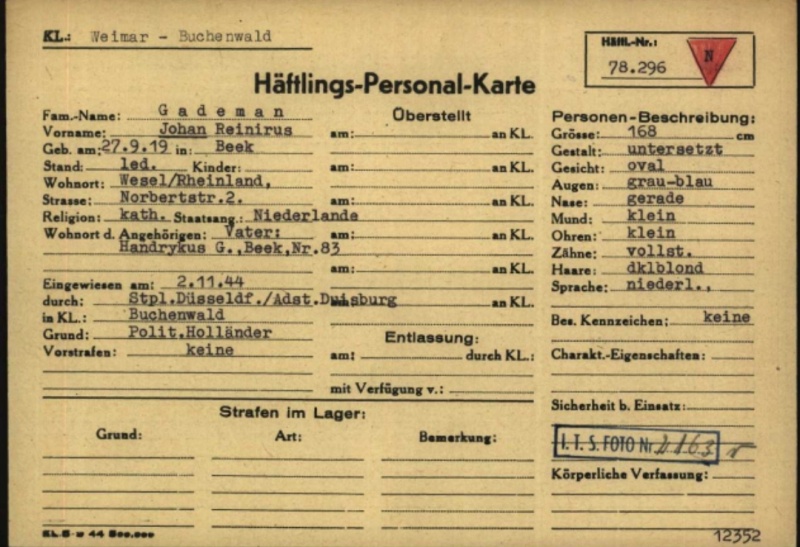 KL.: Weimar - Buchenwald
Häftl.-Nr.:
78.296
N
Häftlings-Personal-Karte
Fam.-Name: Gademan
Vorname: Johan Reinirus
Geb. am: 27.9.19 in: Beek
Stand: led. Kinder:
Wohnort: Wesel/Rheinland,
Strasse: Norbertstr.2.
Religion: kath. Staatsang.: Niederlande
Wohnort d. Angehörigen: Vater:
Handrykus G., Beek, Nr.83
Eingewiesen am: 2.11.44
durch: Stpl.Düsseldf./Adst.Duisburg
in KL.: Buchenwald
Grund: Polit.Holländer
Vorstrafen: keine
Überstellt
am: an KL.
am: an KL.
am: an KL.
am: an KL.
am: an KL.
am: an KL.
an KL.
Entlassung:
am: durch KL.:
mit Verfügung v.:
Personen-Beschreibung:
Grösse: 168 cm
Gestalt: untersetzt
Gesicht: oval
Augen: grau-blau
Nase: gerade
Mund: klein
Ohren: klein
Zähne: vollst.
Haare: dklblond
Sprache: niederl.,
Bes. Kennzeichen: keine
Charakt.-Eigenschaften:
Sicherheit b. Einsatz:
I.T.S. FOTO Nr
Körperliche Verfassung:
Strafen im Lager:
Grund: Art: Bemerkung:
12352